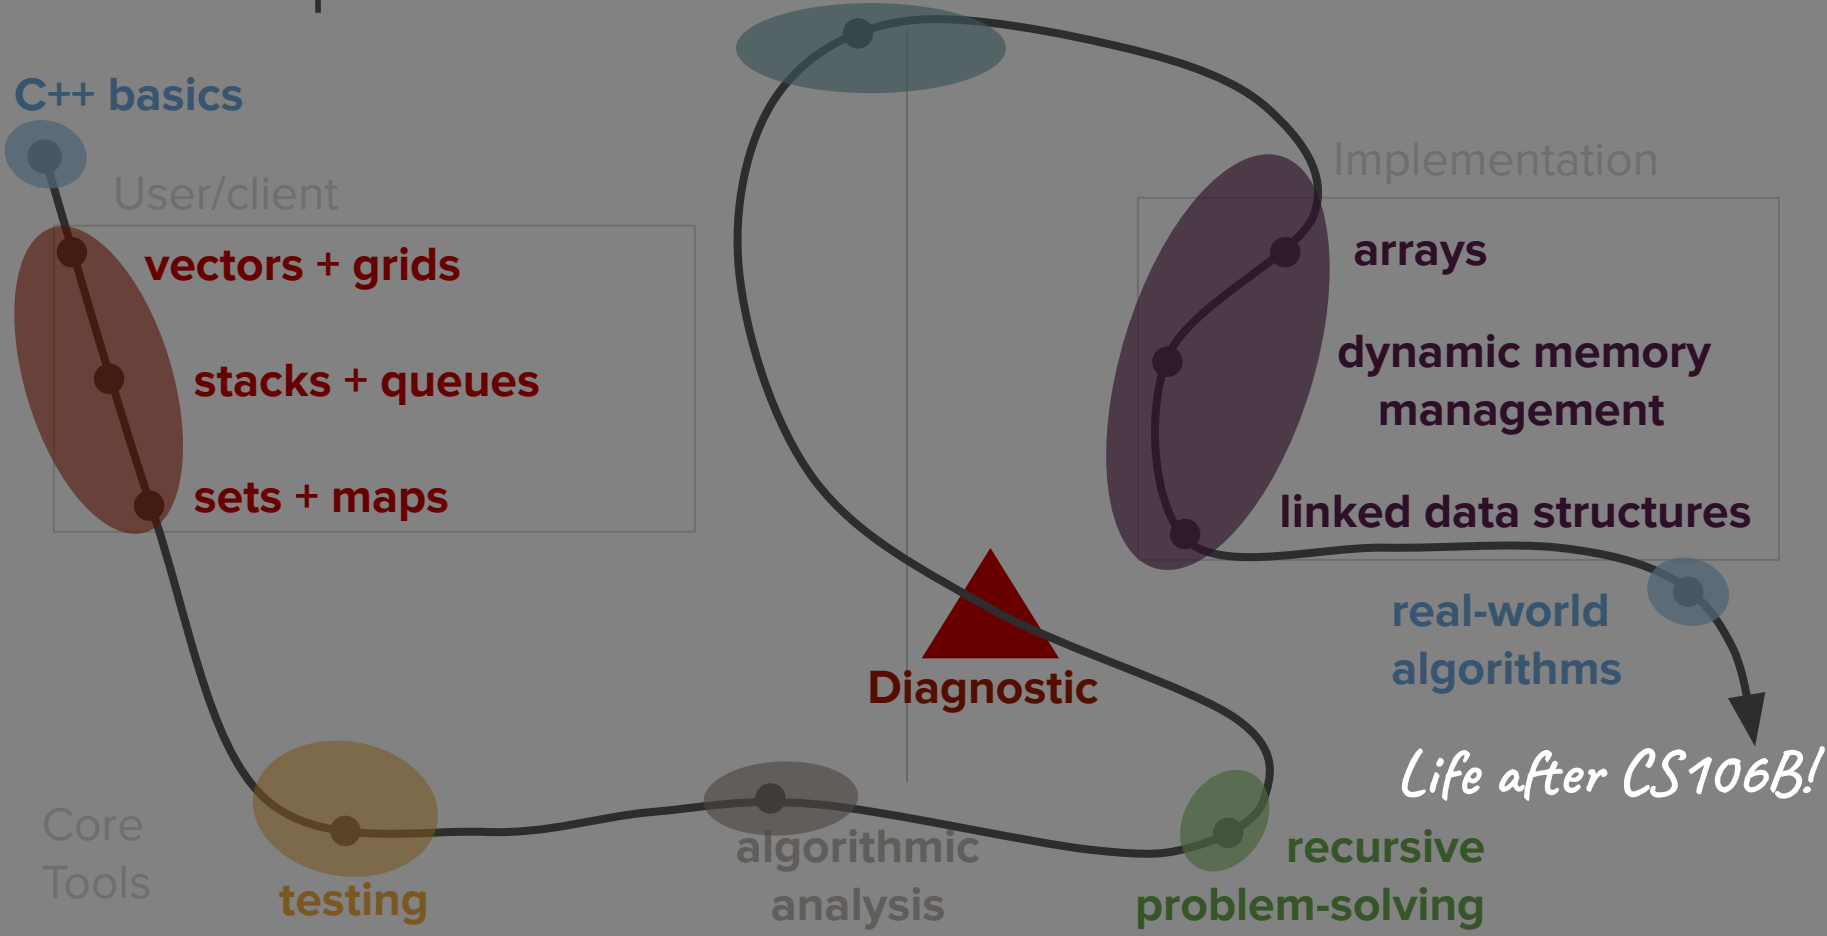 C++ basics
User/client
vectors + grids
stacks + queues
sets + maps
Core
Tools
testing
algorithmic
analysis
recursive
problem-solving
Diagnostic
Implementation
arrays
dynamic memory
management
linked data structures
real-world
algorithms
Life after CS106B!